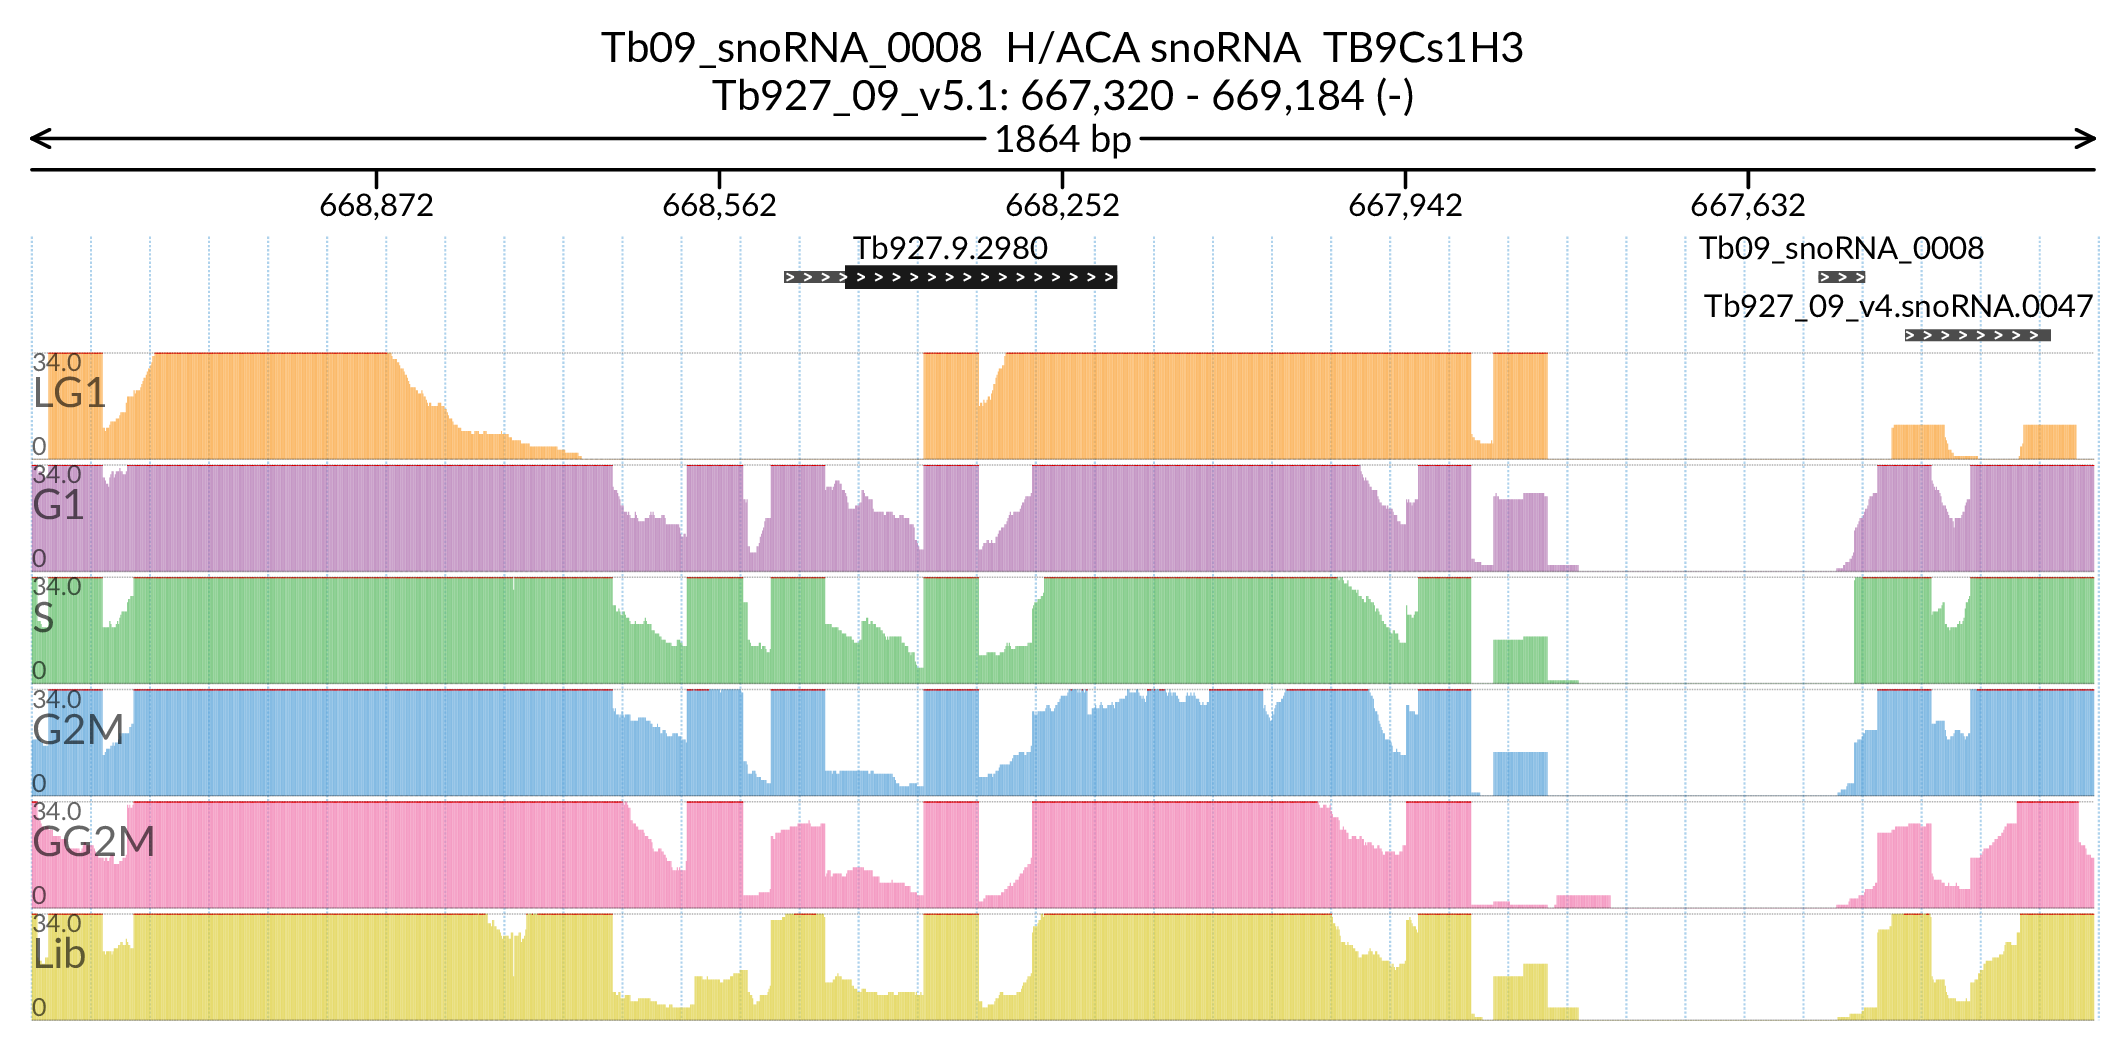 Tb09_snoRNA_0008 H/ACA snoRNA TB9Cs1H3
Tb927_09_v5.1: 667,320 - 669,184 (-)
1864 bp
668,872 668,562 668,252 667,942 667,632
Tb927.9.2980 Tb09_snoRNA_0008
Tb927_09_v4.snoRNA.0047
34.0
LG1
0
34.0
G1
0
34.0
S
0
34.0
G2M
0
34.0
GG2M
0
34.0
Lib
0